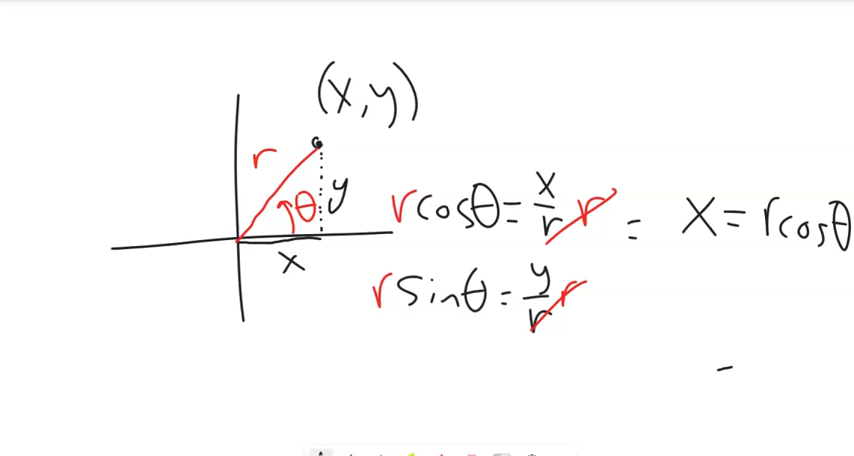 (x,y)
r
θ
y
x
rcosθ = x/r r = x = rcosθ
rsinθ = y/r r
=